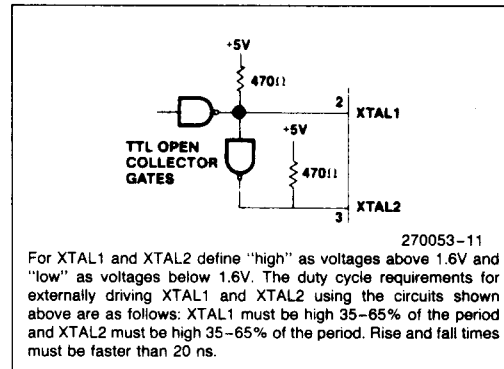 +5V
470Ω
2
XTAL1
TTL OPEN
COLLECTOR
GATES
+5V
470Ω
XTAL2
3
270053-11
For XTAL1 and XTAL2 define "high" as voltages above 1.6V and
"low" as voltages below 1.6V. The duty cycle requirements for
externally driving XTAL1 and XTAL2 using the circuits shown
above are as follows: XTAL1 must be high 35–65% of the period
and XTAL2 must be high 35–65% of the period. Rise and fall times
must be faster than 20 ns.